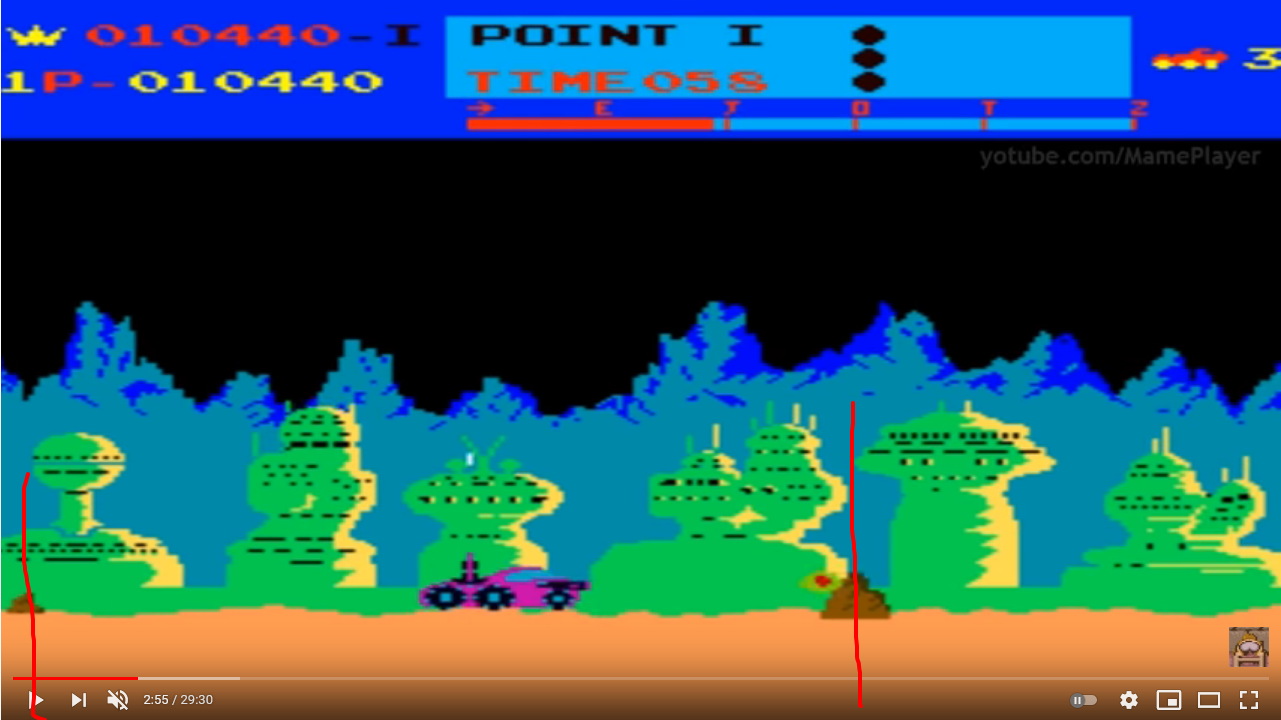 010440-I
POINT I
3
1P-010440
TIME058
→ E J O T Z
yotube.com/MamePlayer
2:55 / 29:30